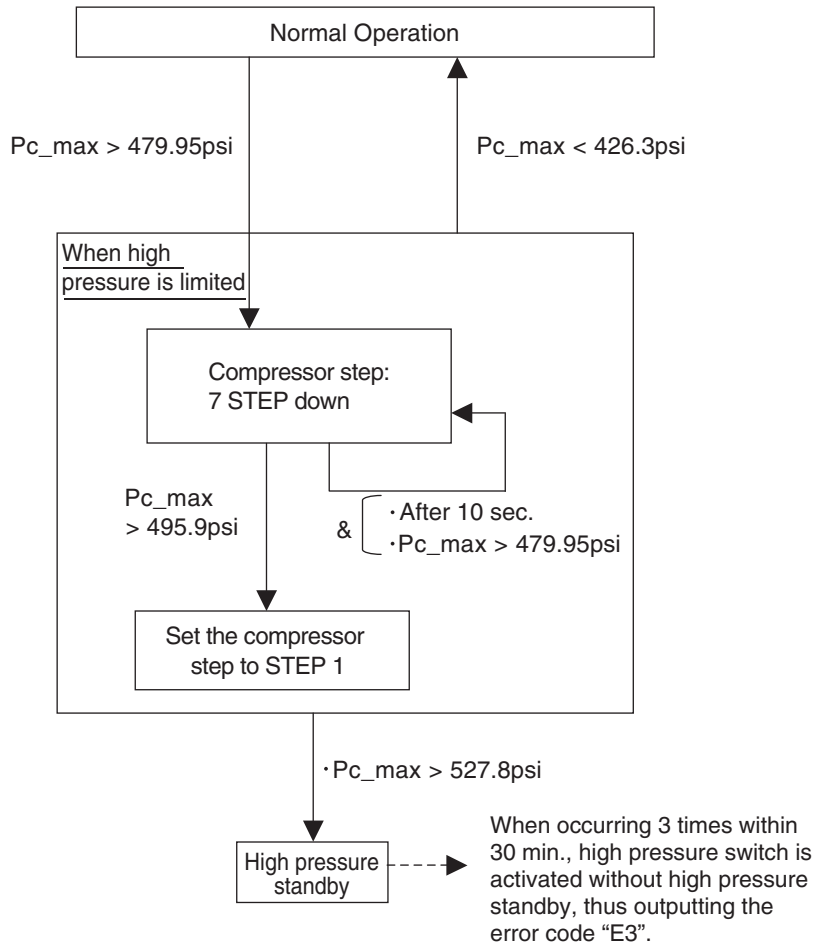 Normal Operation
Pc_max > 479.95psi
Pc_max < 426.3psi
When high
pressure is limited
Compressor step:
7 STEP down
Pc_max
> 495.9psi
&
·After 10 sec.
·Pc_max > 479.95psi
Set the compressor
step to STEP 1
·Pc_max > 527.8psi
High pressure
standby
When occurring 3 times within
30 min., high pressure switch is
activated without high pressure
standby, thus outputting the
error code “E3”.